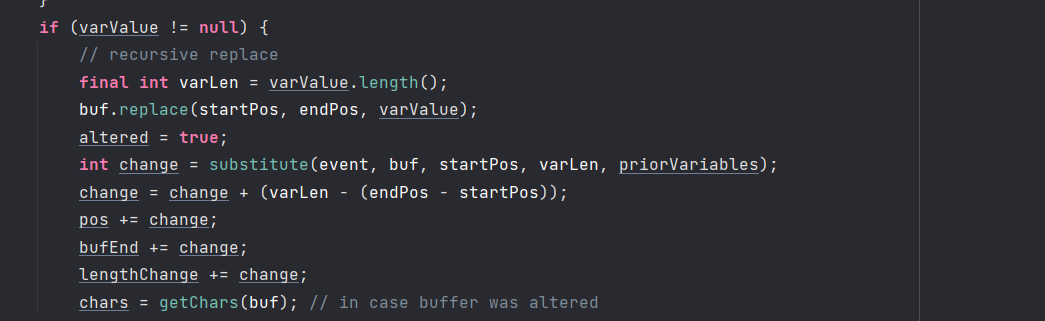 }
if (varValue != null) {
// recursive replace
final int varLen = varValue.length();
buf.replace(startPos, endPos, varValue);
altered = true;
int change = substitute(event, buf, startPos, varLen, priorVariables);
change = change + (varLen - (endPos - startPos));
pos += change;
bufEnd += change;
lengthChange += change;
chars = getChars(buf); // in case buffer was altered